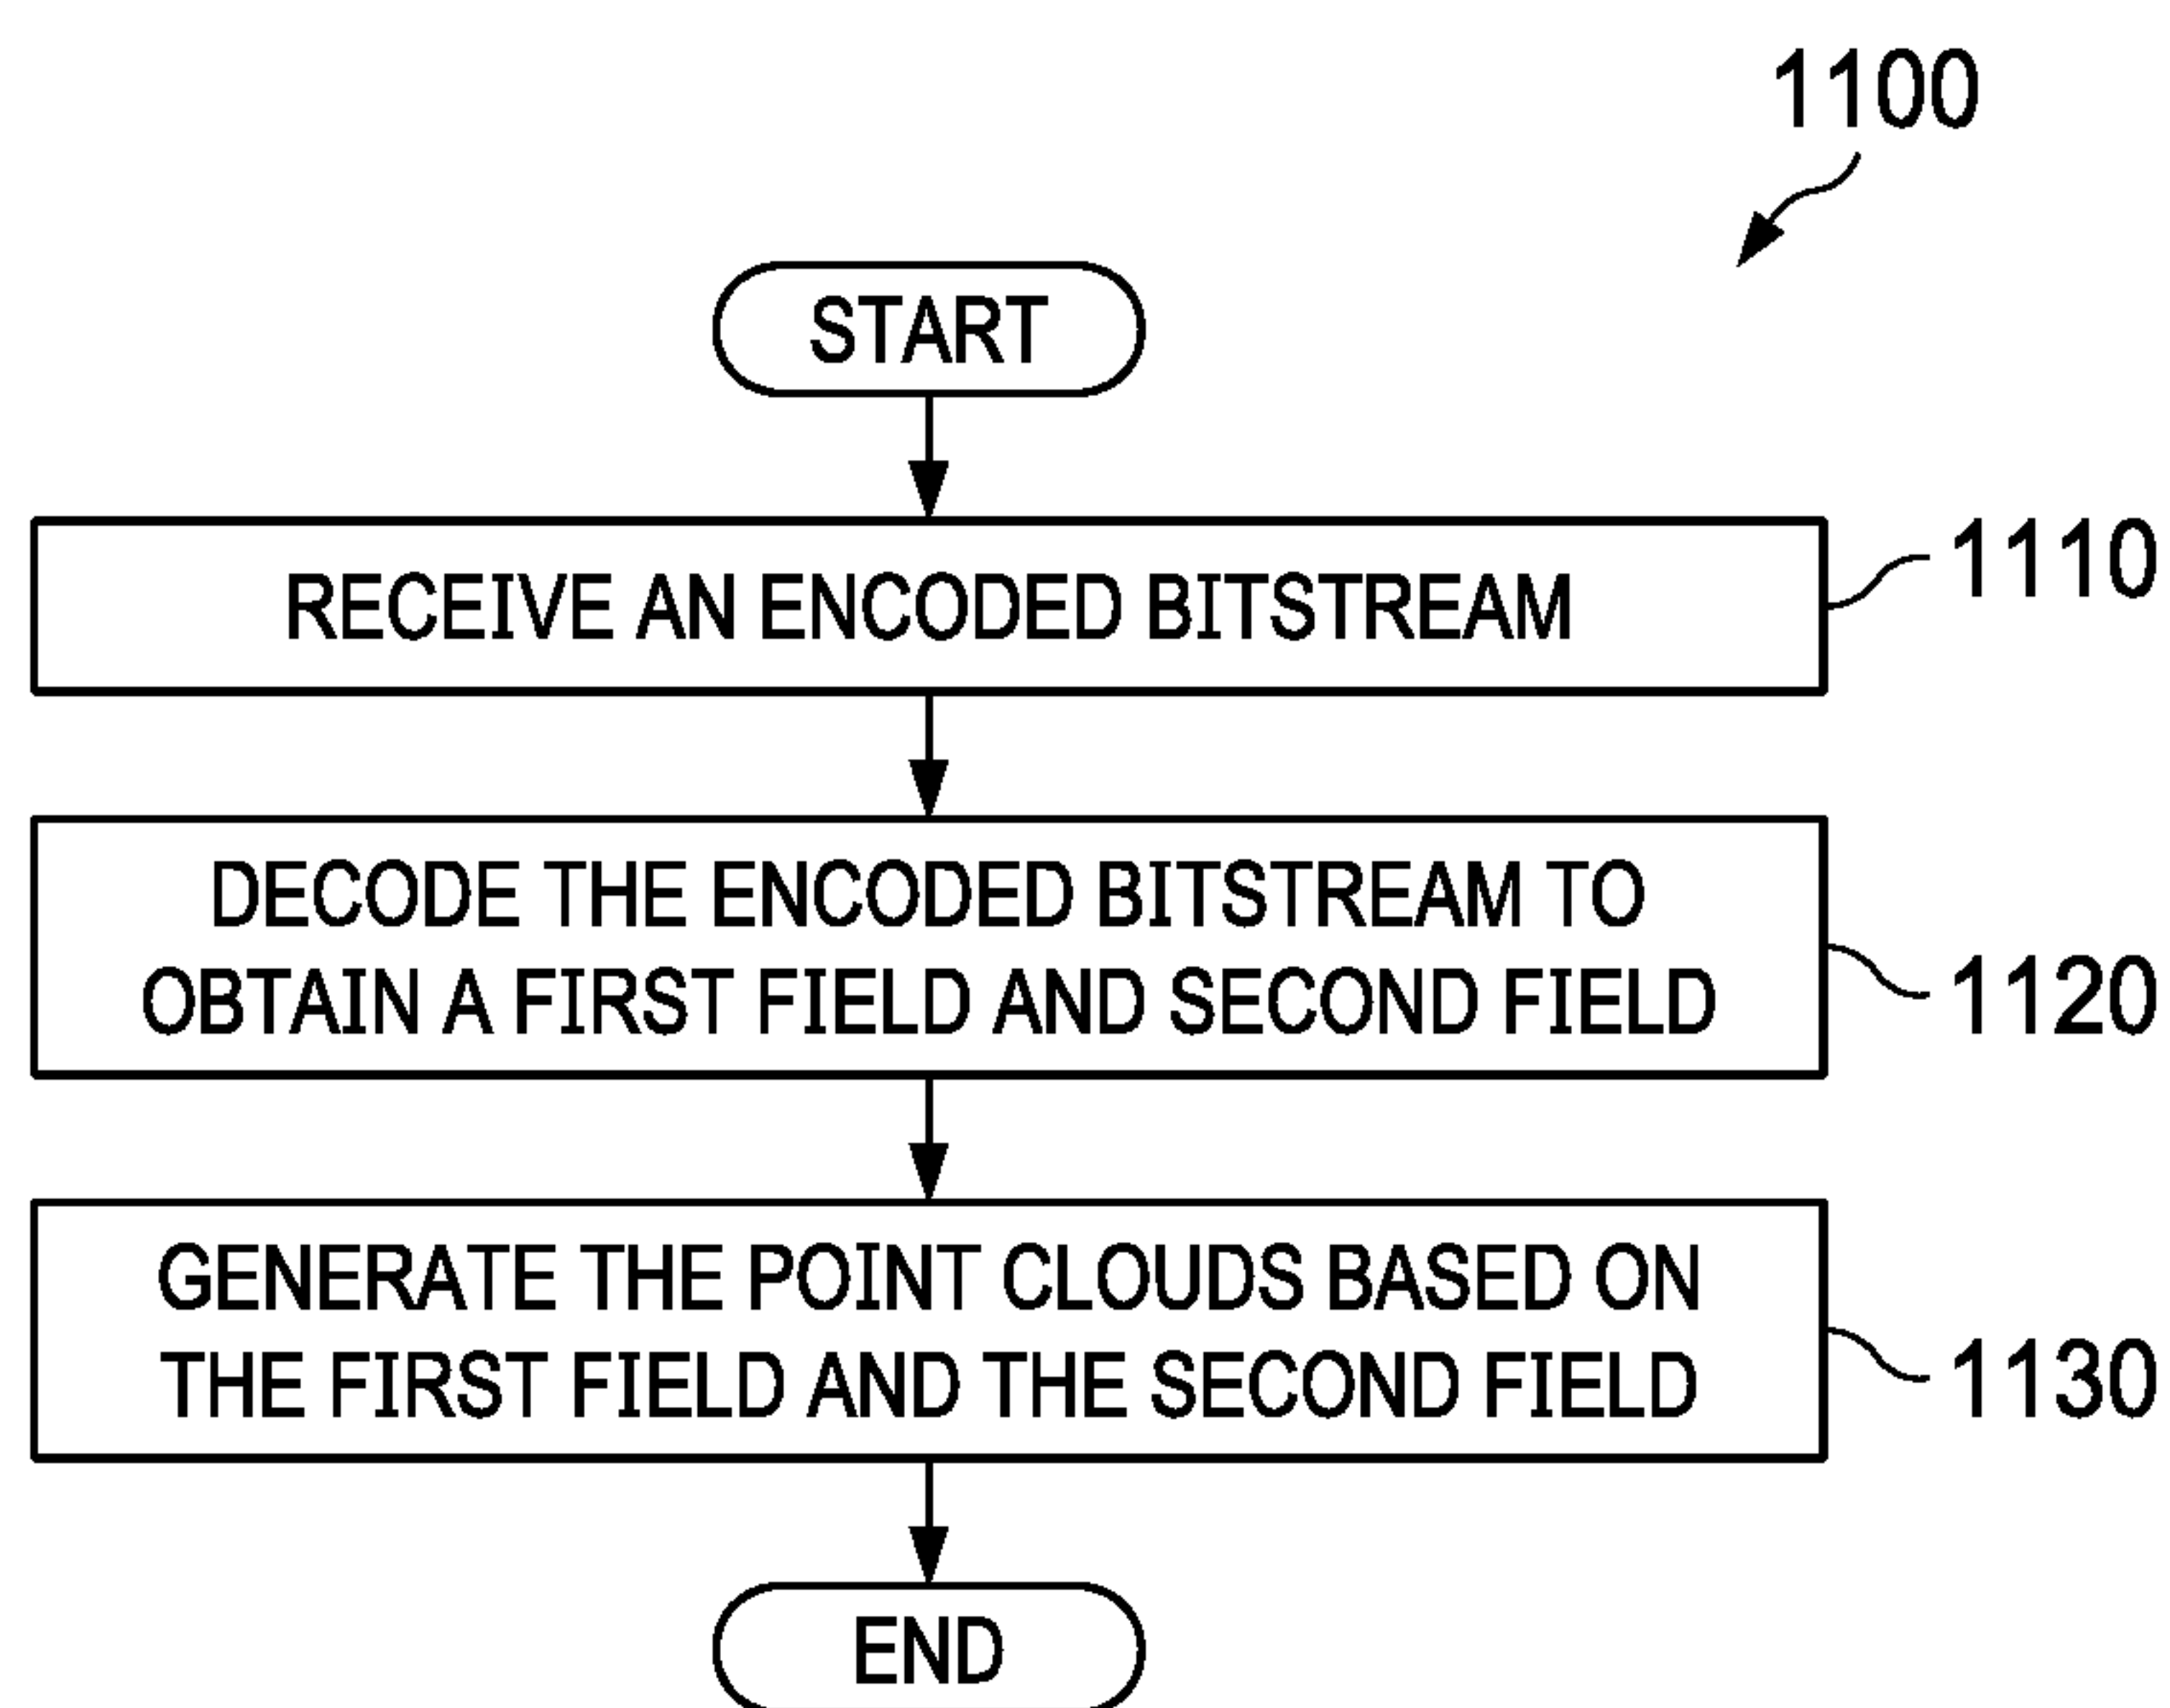 1100
START
RECEIVE AN ENCODED BITSTREAM
1110
DECODE THE ENCODED BITSTREAM TO
OBTAIN A FIRST FIELD AND SECOND FIELD
1120
GENERATE THE POINT CLOUDS BASED ON
THE FIRST FIELD AND THE SECOND FIELD
1130
END